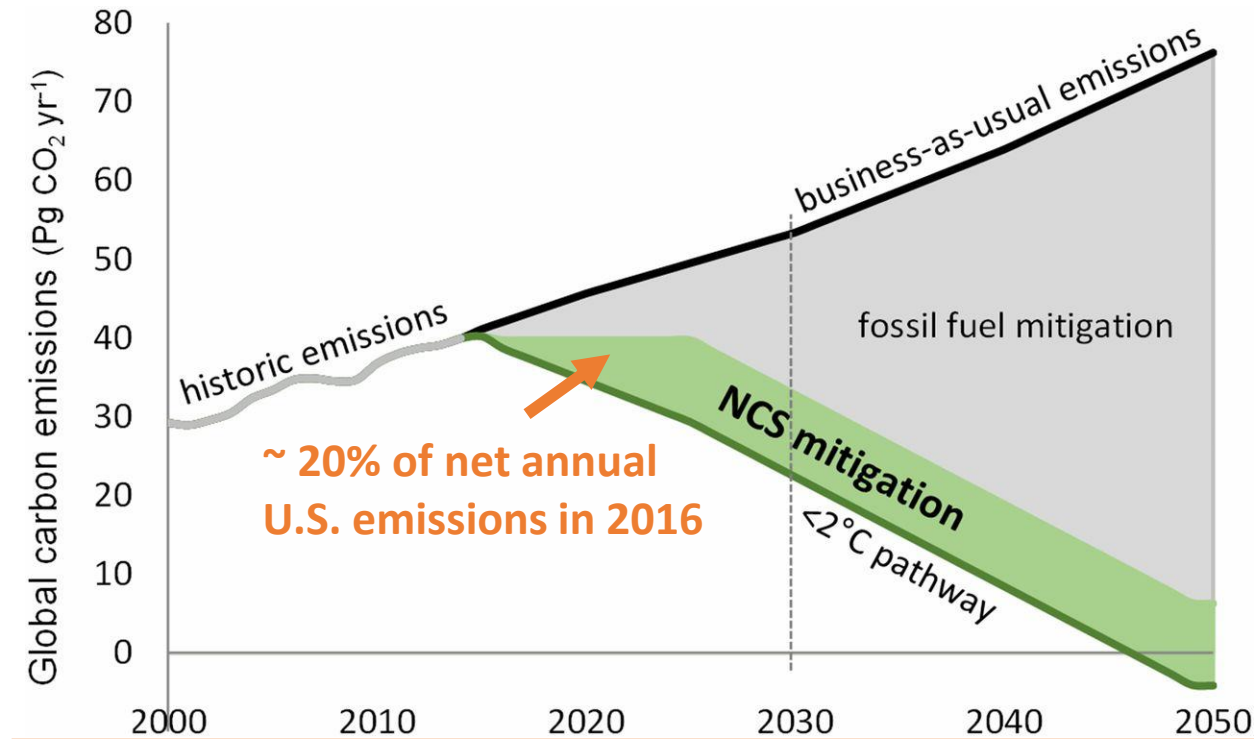 80
70
60
50
40
30
20
10
0
Global carbon emissions (Pg CO₂ yr⁻¹)
historic emissions
business-as-usual emissions
fossil fuel mitigation
NCS mitigation
<2°C pathway
~ 20% of net annual
U.S. emissions in 2016
2000
2010
2020
2030
2040
2050